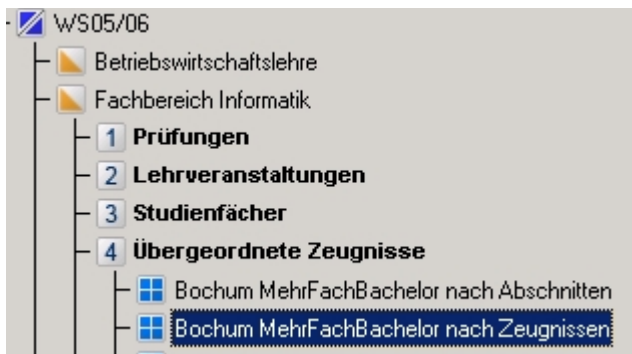 WS05/06
Betriebswirtschaftslehre
Fachbereich Informatik
1 Prüfungen
2 Lehrveranstaltungen
3 Studienfächer
4 Übergeordnete Zeugnisse
Bochum MehrFachBachelor nach Abschnitten
Bochum MehrFachBachelor nach Zeugnissen